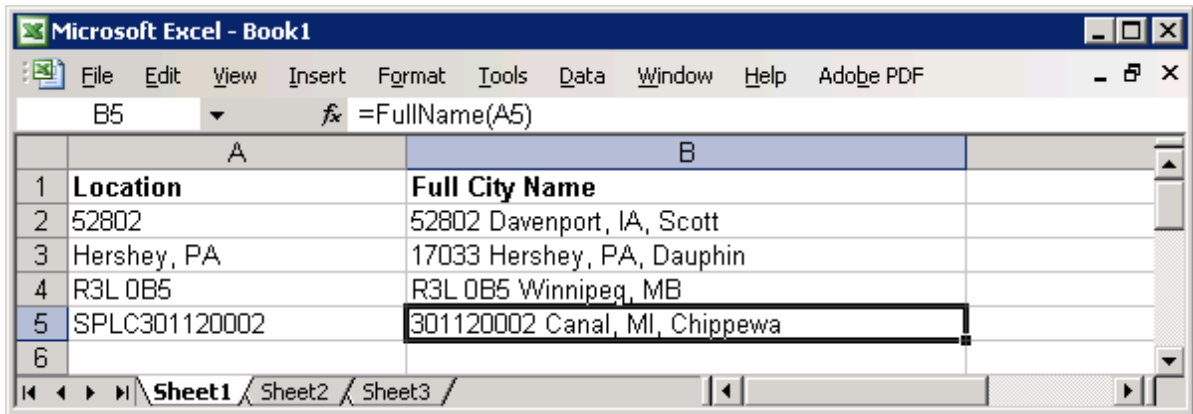 Microsoft Excel - Book1
File Edit View Insert Format Tools Data Window Help Adobe PDF
B5 fx =FullName(A5)
A B
1 Location Full City Name
2 52802 52802 Davenport, IA, Scott
3 Hershey, PA 17033 Hershey, PA, Dauphin
4 R3L 0B5 R3L 0B5 Winnipeg, MB
5 SPLC301120002 301120002 Canal, MI, Chippewa
6
Sheet1 Sheet2 Sheet3